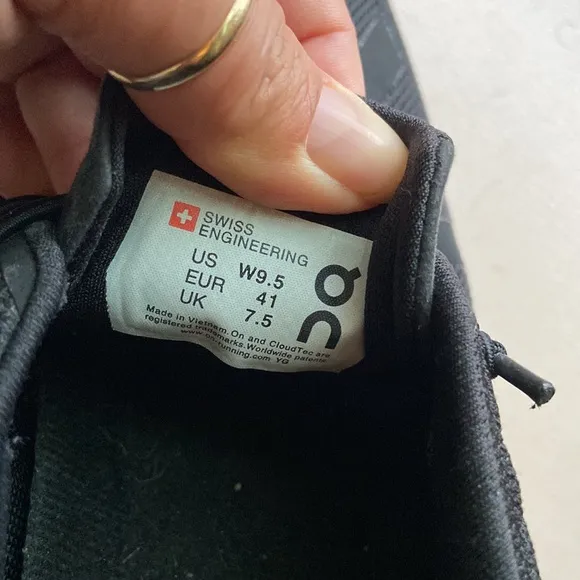 SWISS
ENGINEERING
US W9.5
EUR 41
UK 7.5
On
Made in Vietnam. On and CloudTec are
registered trademarks. Worldwide patents
www.on-running.com YG